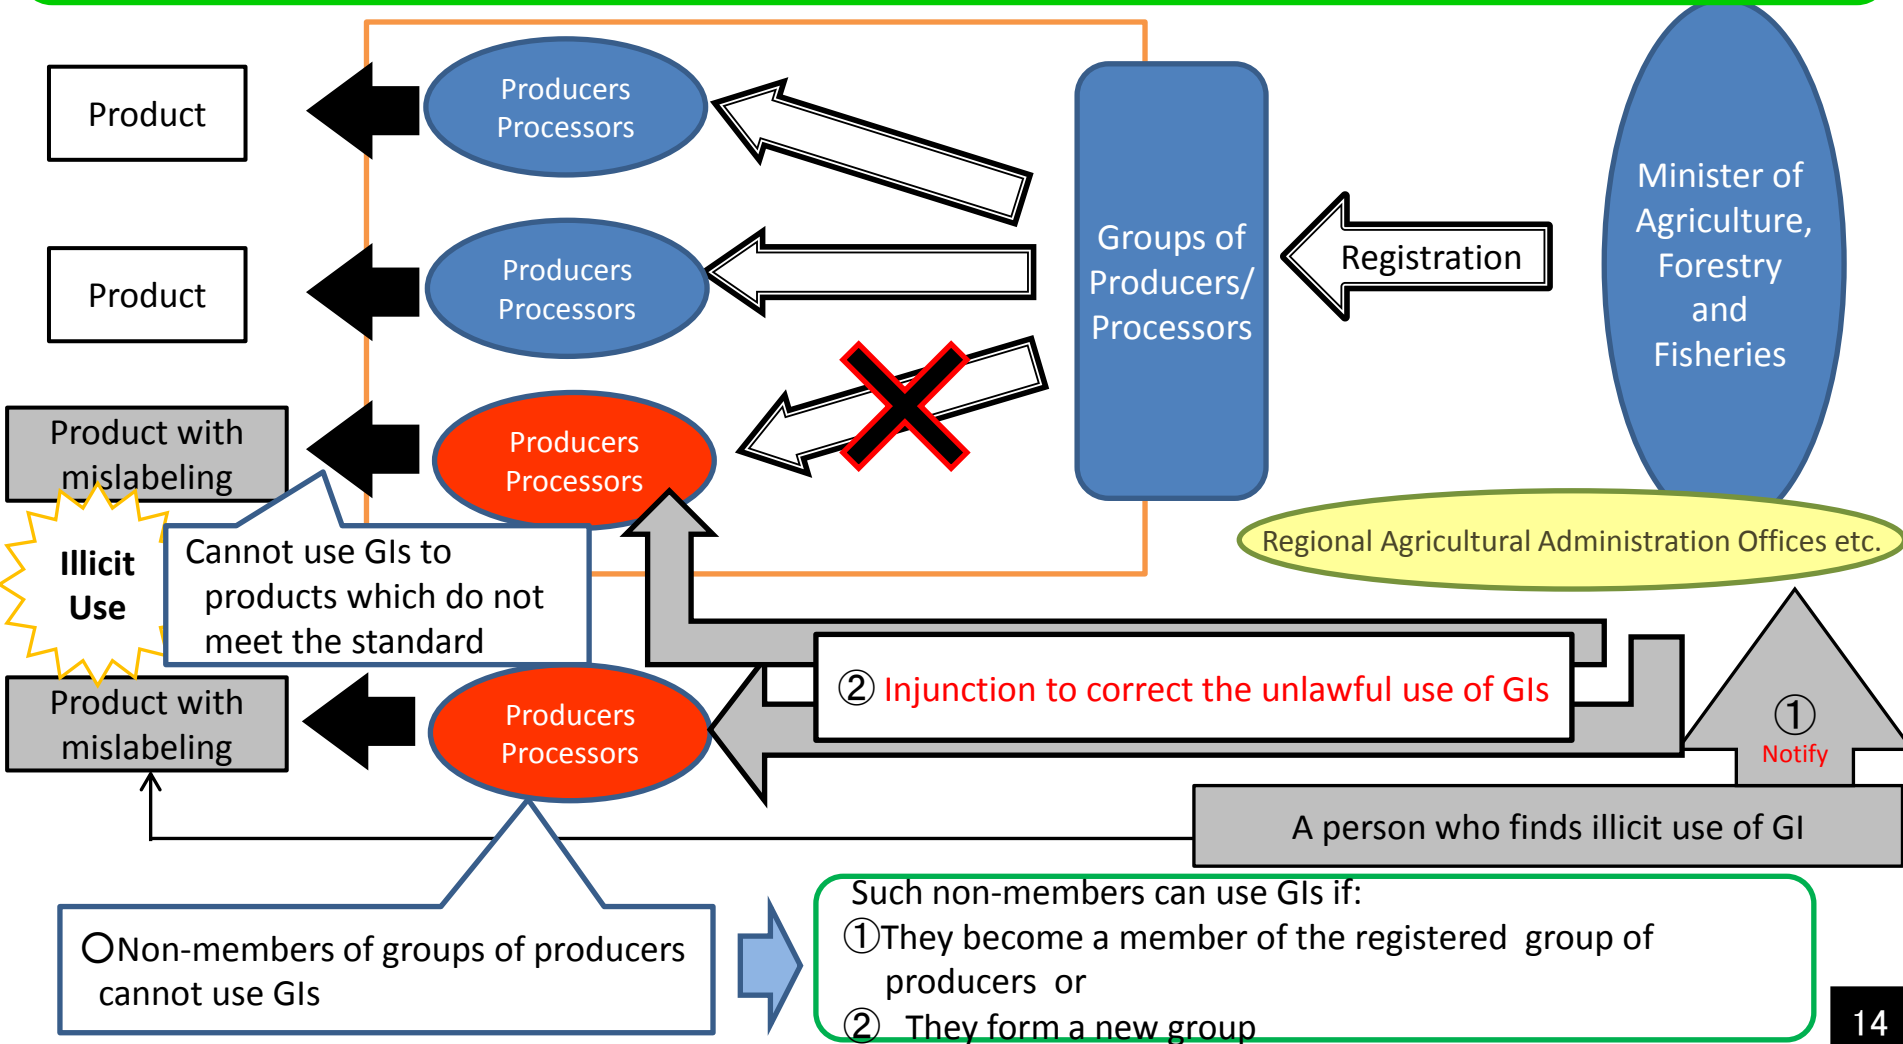 Product
Producers
Processors
Groups of
Producers/
Processors
Registration
Minister of
Agriculture,
Forestry
and
Fisheries
Product
Producers
Processors
Product with
mislabeling
Producers
Processors
Regional Agricultural Administration Offices etc.
Illicit
Use
Cannot use GIs to
products which do not
meet the standard
Product with
mislabeling
Producers
Processors
② Injunction to correct the unlawful use of GIs
①
Notify
A person who finds illicit use of GI
〇Non-members of groups of producers
cannot use GIs
Such non-members can use GIs if:
①They become a member of the registered group of
producers or
② They form a new group
14